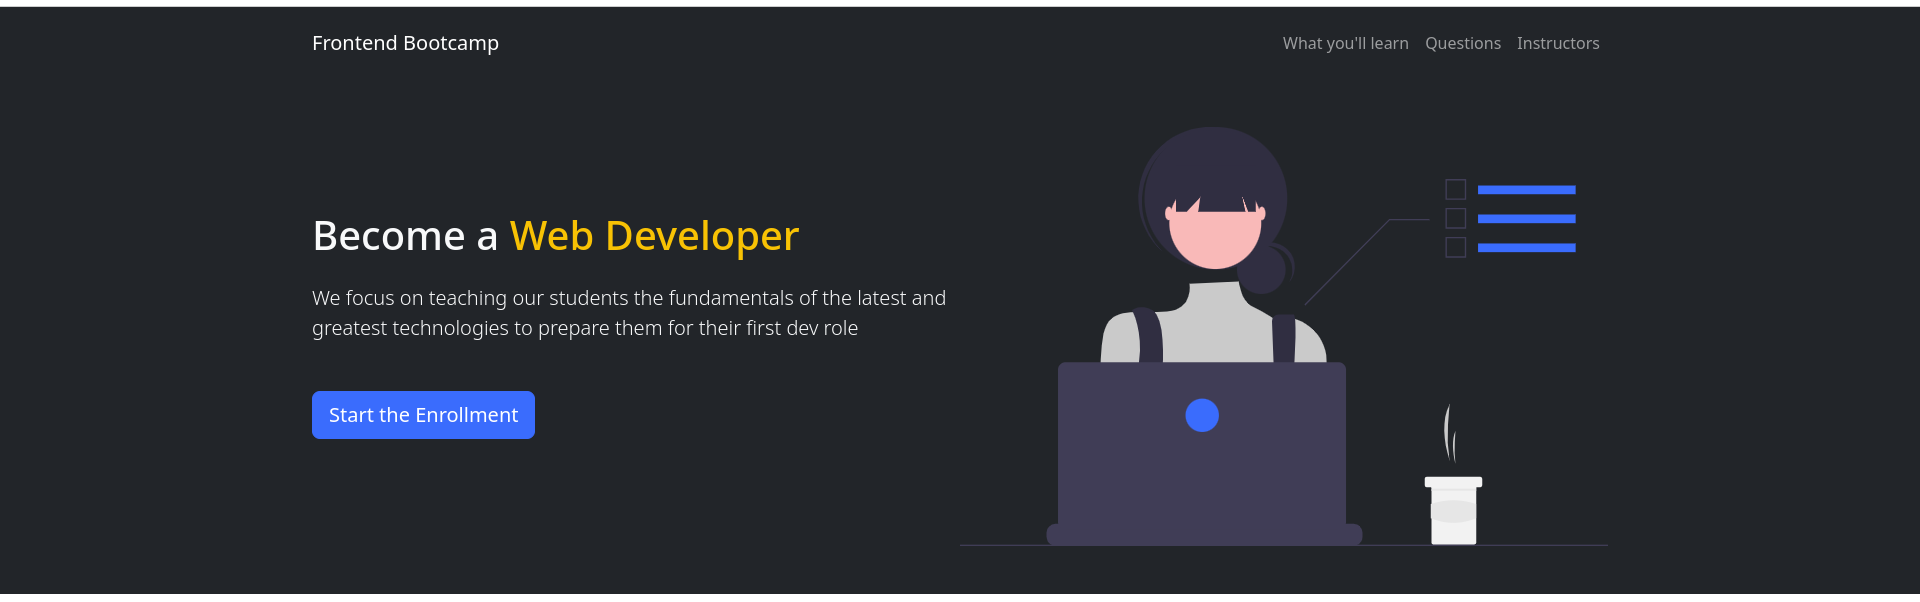 Frontend Bootcamp
What you'll learn Questions Instructors
Become a Web Developer
We focus on teaching our students the fundamentals of the latest and
greatest technologies to prepare them for their first dev role
Start the Enrollment